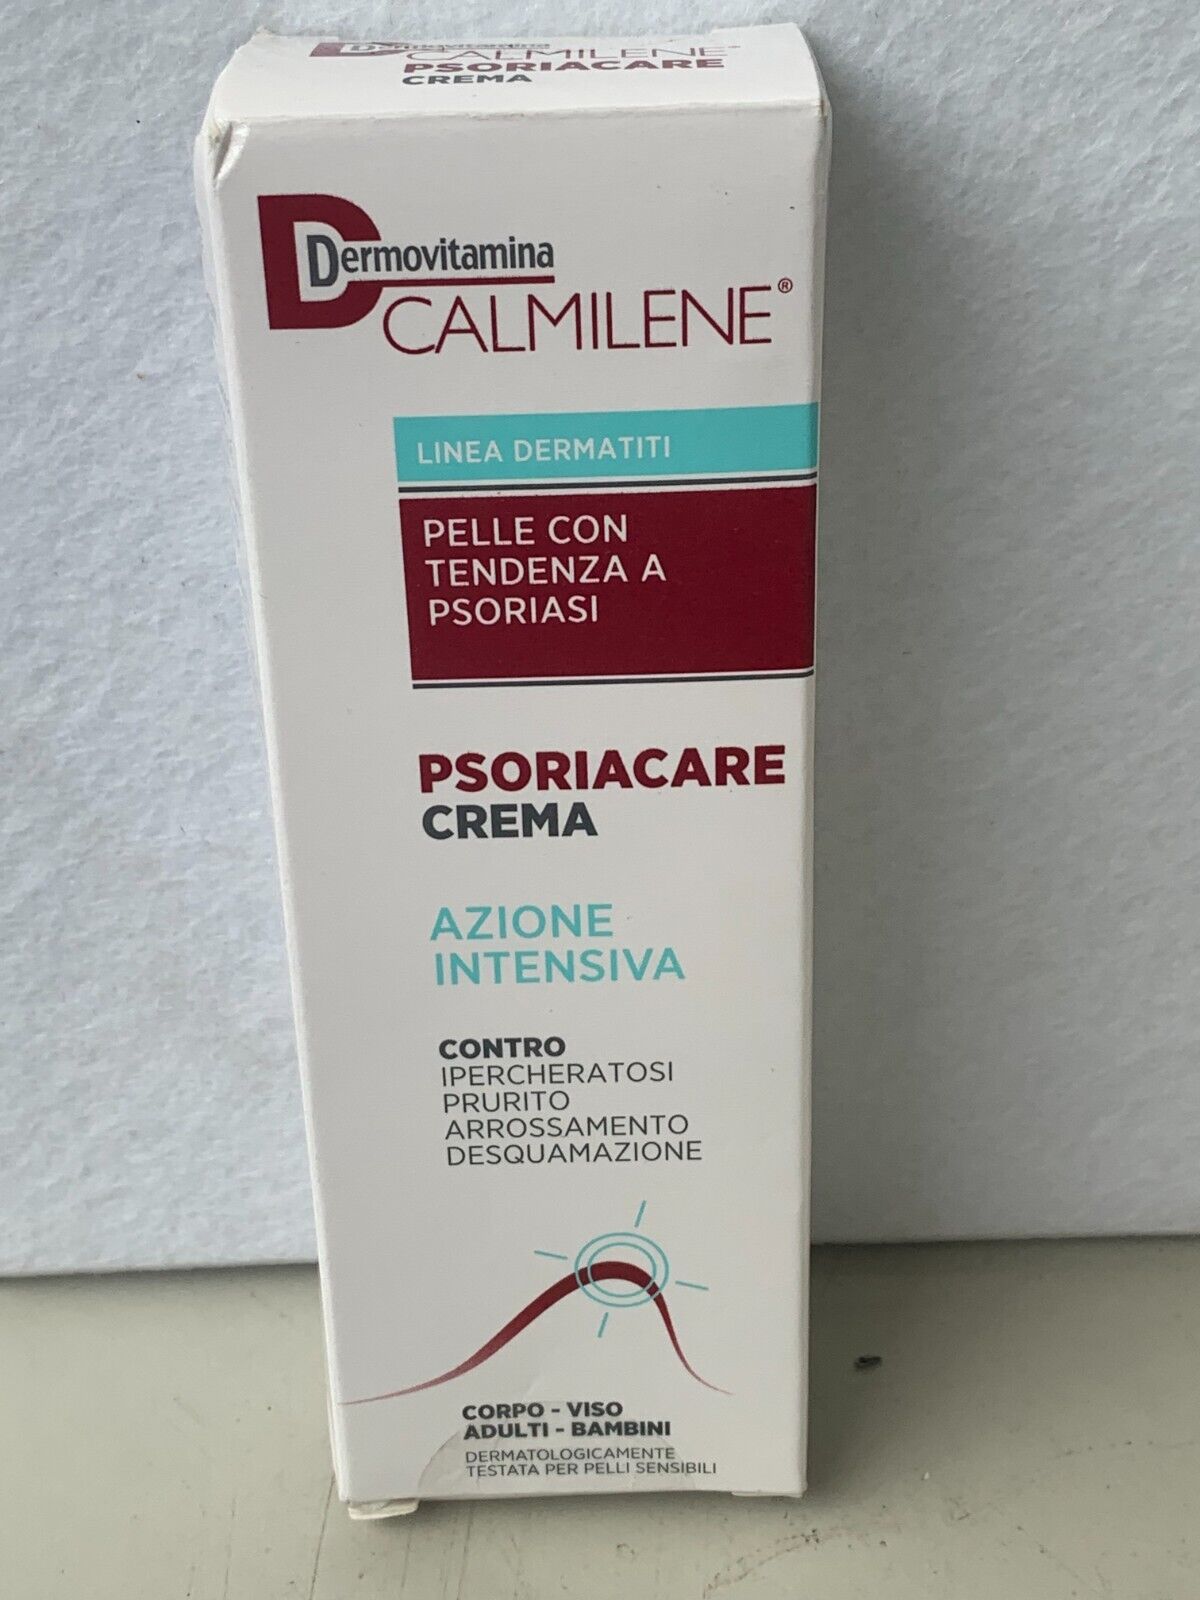 Dermovitamina
CALMILENE®
PSORIACARE
CREMA
Dermovitamina
CALMILENE®
LINEA DERMATITI
PELLE CON
TENDENZA A
PSORIASI
PSORIACARE
CREMA
AZIONE
INTENSIVA
CONTRO
IPERCHERATOSI
PRURITO
ARROSSAMENTO
DESQUAMAZIONE
CORPO - VISO
ADULTI - BAMBINI
DERMATOLOGICAMENTE
TESTATA PER PELLI SENSIBILI